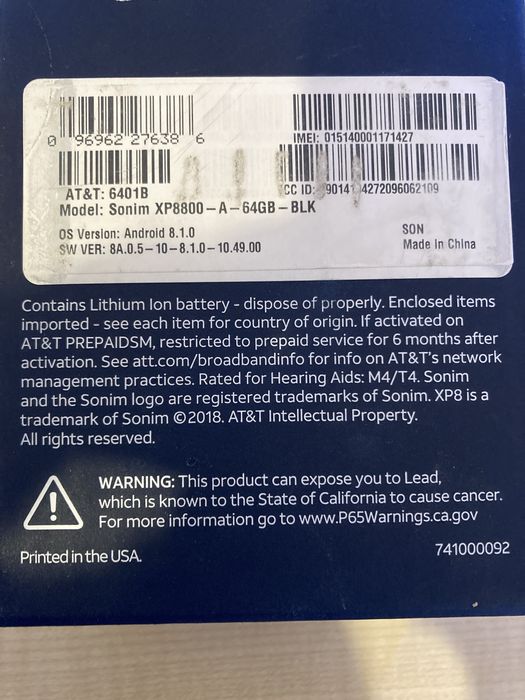 0 96962 27638 6
IMEI: 015140001171427
AT&T: 6401B
CC ID: 9014 4272096062109
Model: Sonim XP8800-A-64GB-BLK
OS Version: Android 8.1.0
SON
SW VER: 8A.0.5-10-8.1.0-10.49.00
Made in China
Contains Lithium Ion battery - dispose of properly. Enclosed items
imported - see each item for country of origin. If activated on
AT&T PREPAIDSM, restricted to prepaid service for 6 months after
activation. See att.com/broadbandinfo for info on AT&T's network
management practices. Rated for Hearing Aids: M4/T4. Sonim
and the Sonim logo are registered trademarks of Sonim. XP8 is a
trademark of Sonim ©2018. AT&T Intellectual Property.
All rights reserved.
WARNING: This product can expose you to Lead,
which is known to the State of California to cause cancer.
For more information go to www.P65Warnings.ca.gov
Printed in the USA.
741000092